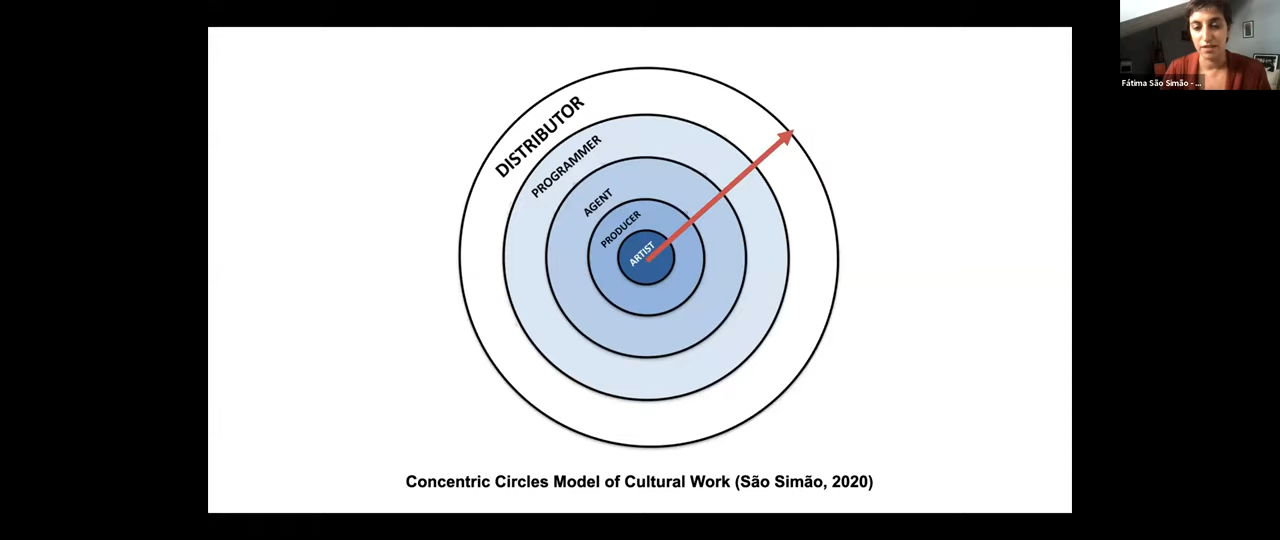 DISTRIBUTOR
PROGRAMMER
AGENT
PRODUCER
ARTIST
Concentric Circles Model of Cultural Work (São Simão, 2020)
Fátima São Simão - ...